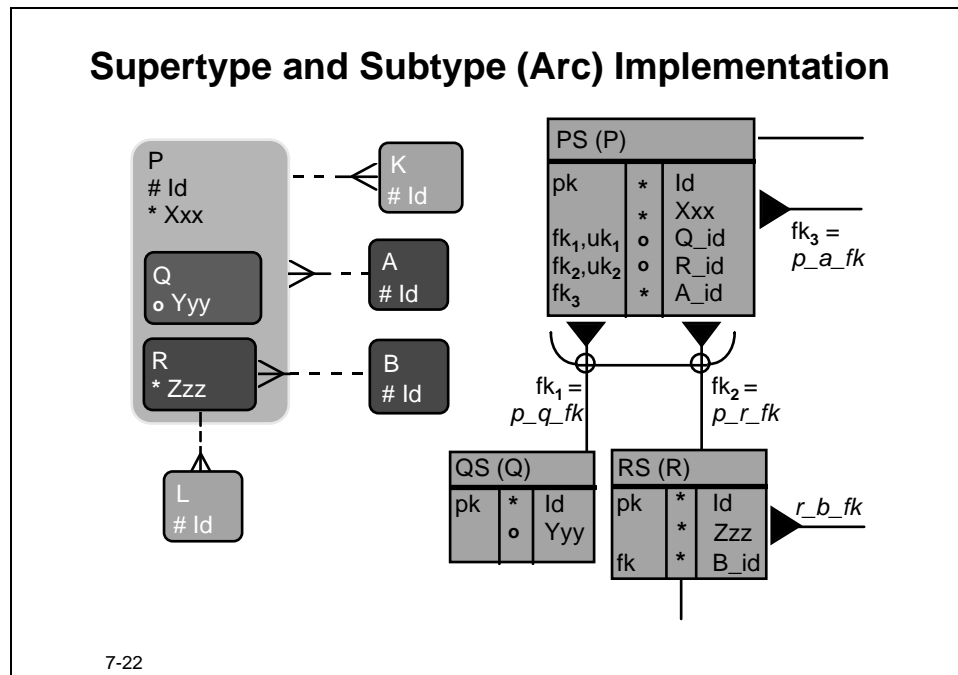 Supertype and Subtype (Arc) Implementation
P
# Id
* Xxx
Q
o Yyy
R
* Zzz
K
# Id
A
# Id
B
# Id
L
# Id
PS (P)
pk * Id
* Xxx
fk1,uk1 o Q_id
fk2,uk2 o R_id
fk3 * A_id
fk3 =
p_a_fk
fk1 =
p_q_fk
fk2 =
p_r_fk
QS (Q)
pk * Id
o Yyy
RS (R)
pk * Id
* Zzz
fk * B_id
r_b_fk
7-22